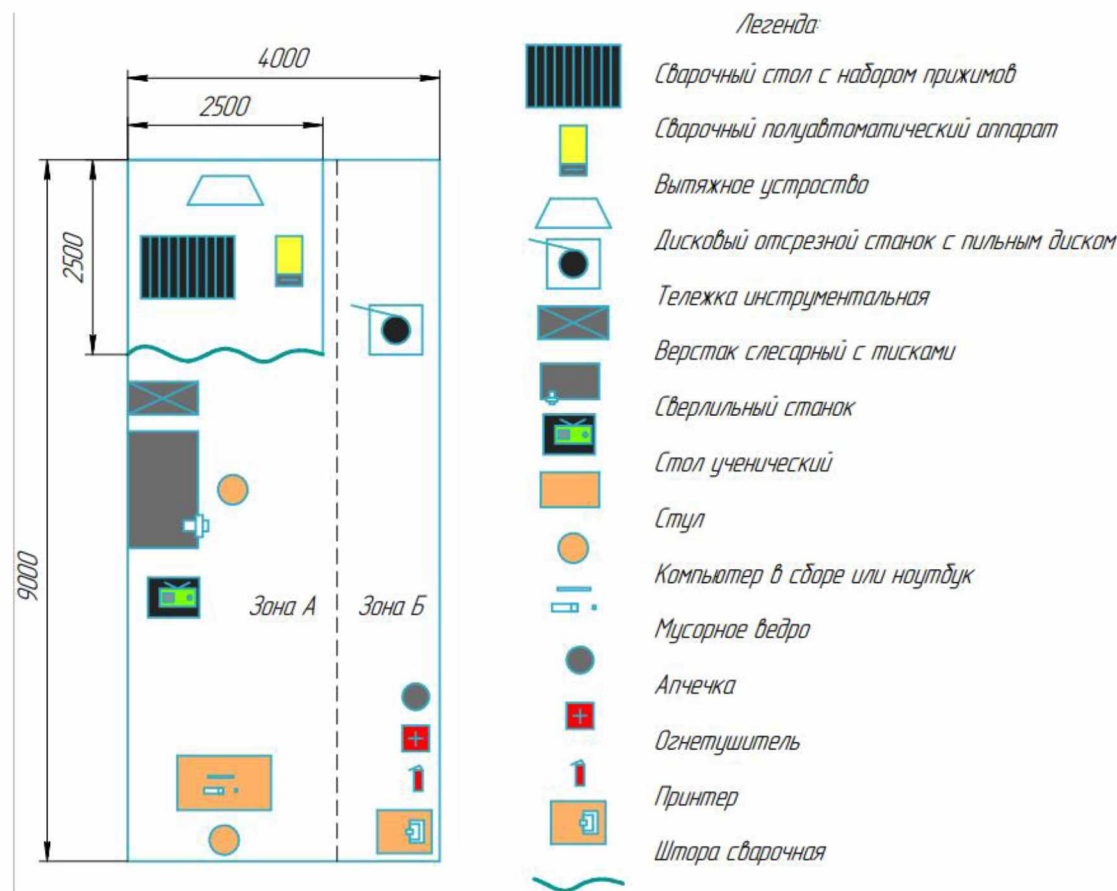 Легенда:
4000
2500
2500
9000
Зона А
Зона Б
Сварочный стол с набором прижимов
Сварочный полуавтоматический аппарат
Вытяжное устройство
Дисковый отсрезной станок с пильным диском
Тележка инструментальная
Верстак слесарный с тисками
Сверлильный станок
Стол ученический
Стул
Компьютер в сборе или ноутбук
Мусорное ведро
Апчечка
Огнетушитель
Принтер
Штора сварочная